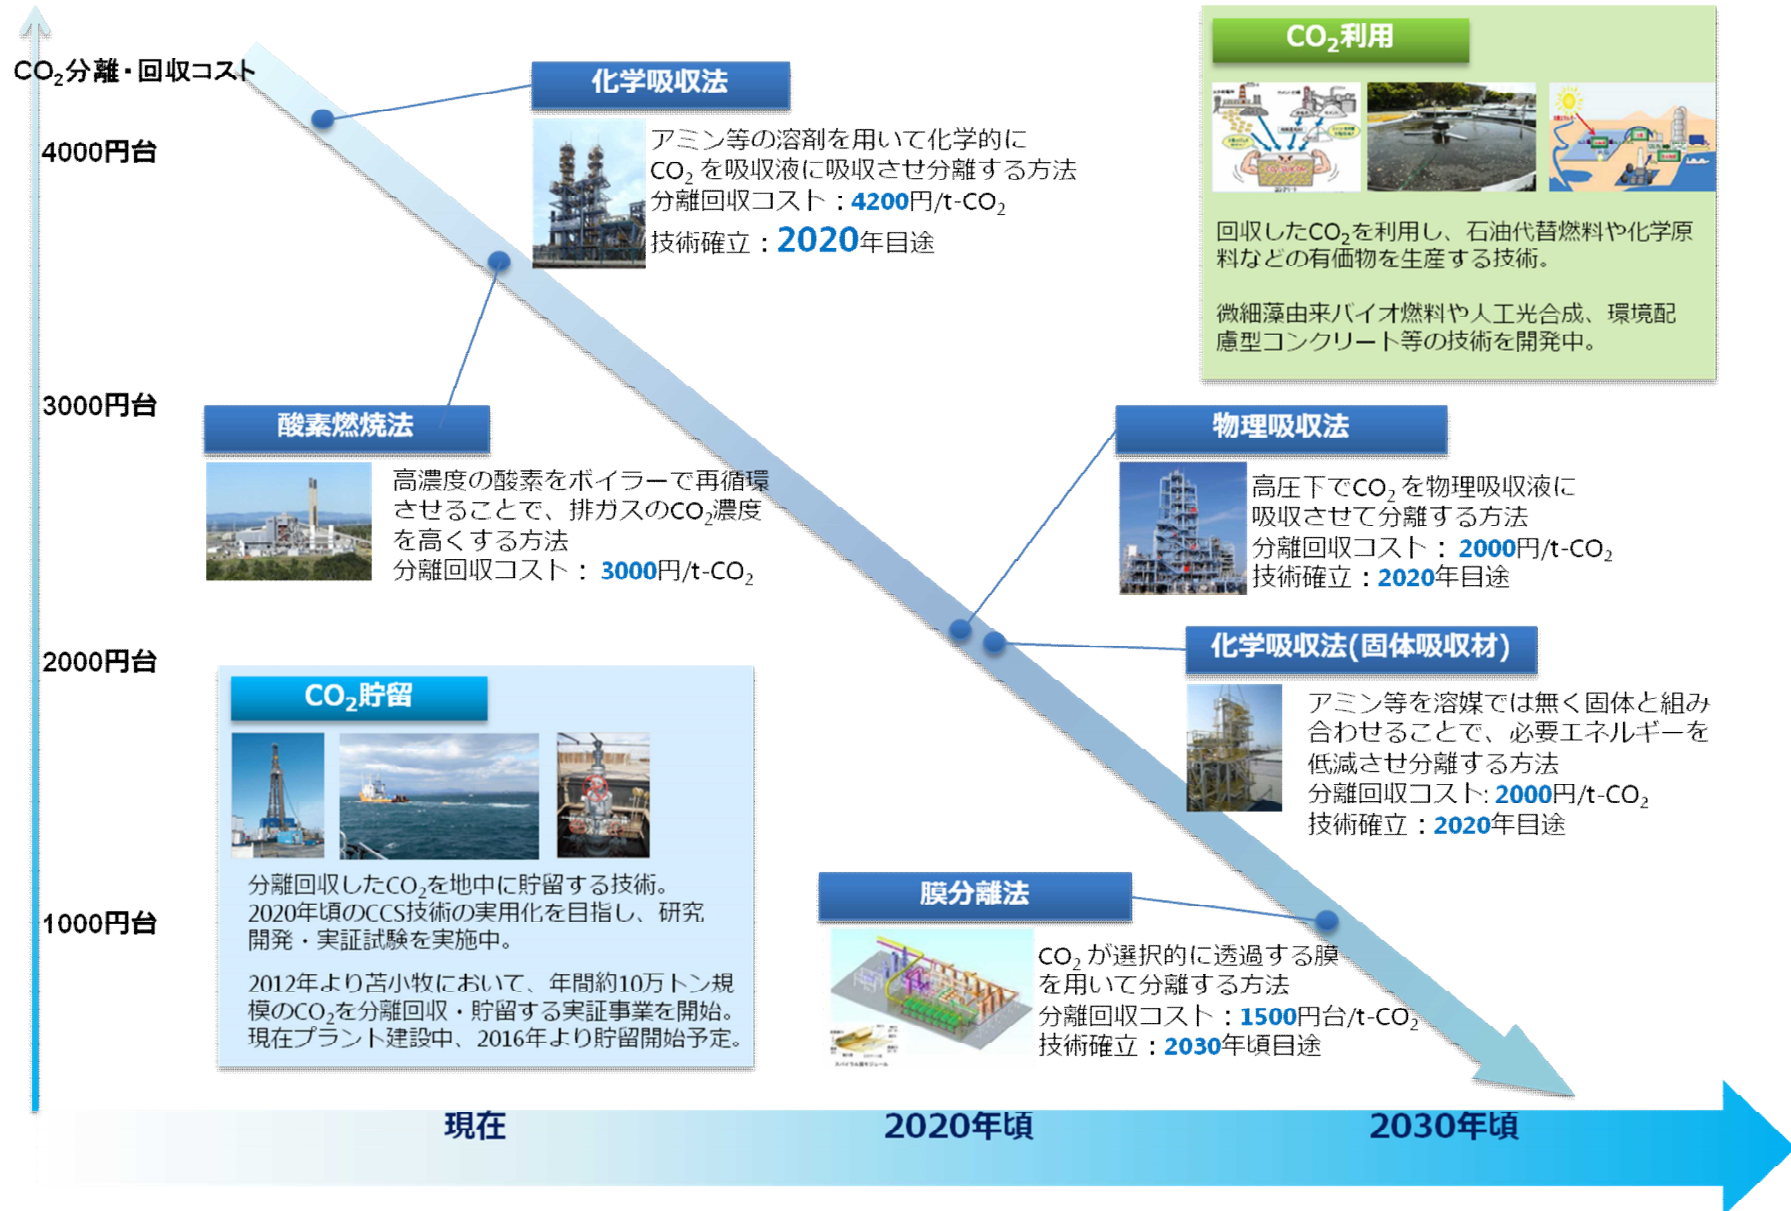 CO2分離・回収コスト
4000円台
3000円台
2000円台
1000円台
化学吸収法
アミン等の溶剤を用いて化学的に
CO2を吸収液に吸収させ分離する方法
分離回収コスト：4200円/t-CO2
技術確立：2020年目途
CO2利用
回収したCO2を利用し、石油代替燃料や化学原
料などの有価物を生産する技術。
微細藻由来バイオ燃料や人工光合成、環境配
慮型コンクリート等の技術を開発中。
酸素燃焼法
高濃度の酸素をボイラーで再循環
させることで、排ガスのCO2濃度
を高くする方法
分離回収コスト：3000円/t-CO2
物理吸収法
高圧下でCO2を物理吸収液に
吸収させて分離する方法
分離回収コスト：2000円/t-CO2
技術確立：2020年目途
化学吸収法(固体吸収材)
アミン等を溶媒では無く固体と組み
合わせることで、必要エネルギーを
低減させ分離する方法
分離回収コスト:2000円/t-CO2
技術確立：2020年目途
CO2貯留
分離回収したCO2を地中に貯留する技術。
2020年頃のCCS技術の実用化を目指し、研究
開発・実証試験を実施中。
2012年より苫小牧において、年間約10万トン規
模のCO2を分離回収・貯留する実証事業を開始。
現在プラント建設中、2016年より貯留開始予定。
膜分離法
CO2が選択的に透過する膜
を用いて分離する方法
分離回収コスト：1500円台/t-CO2
技術確立：2030年頃目途
現在
2020年頃
2030年頃